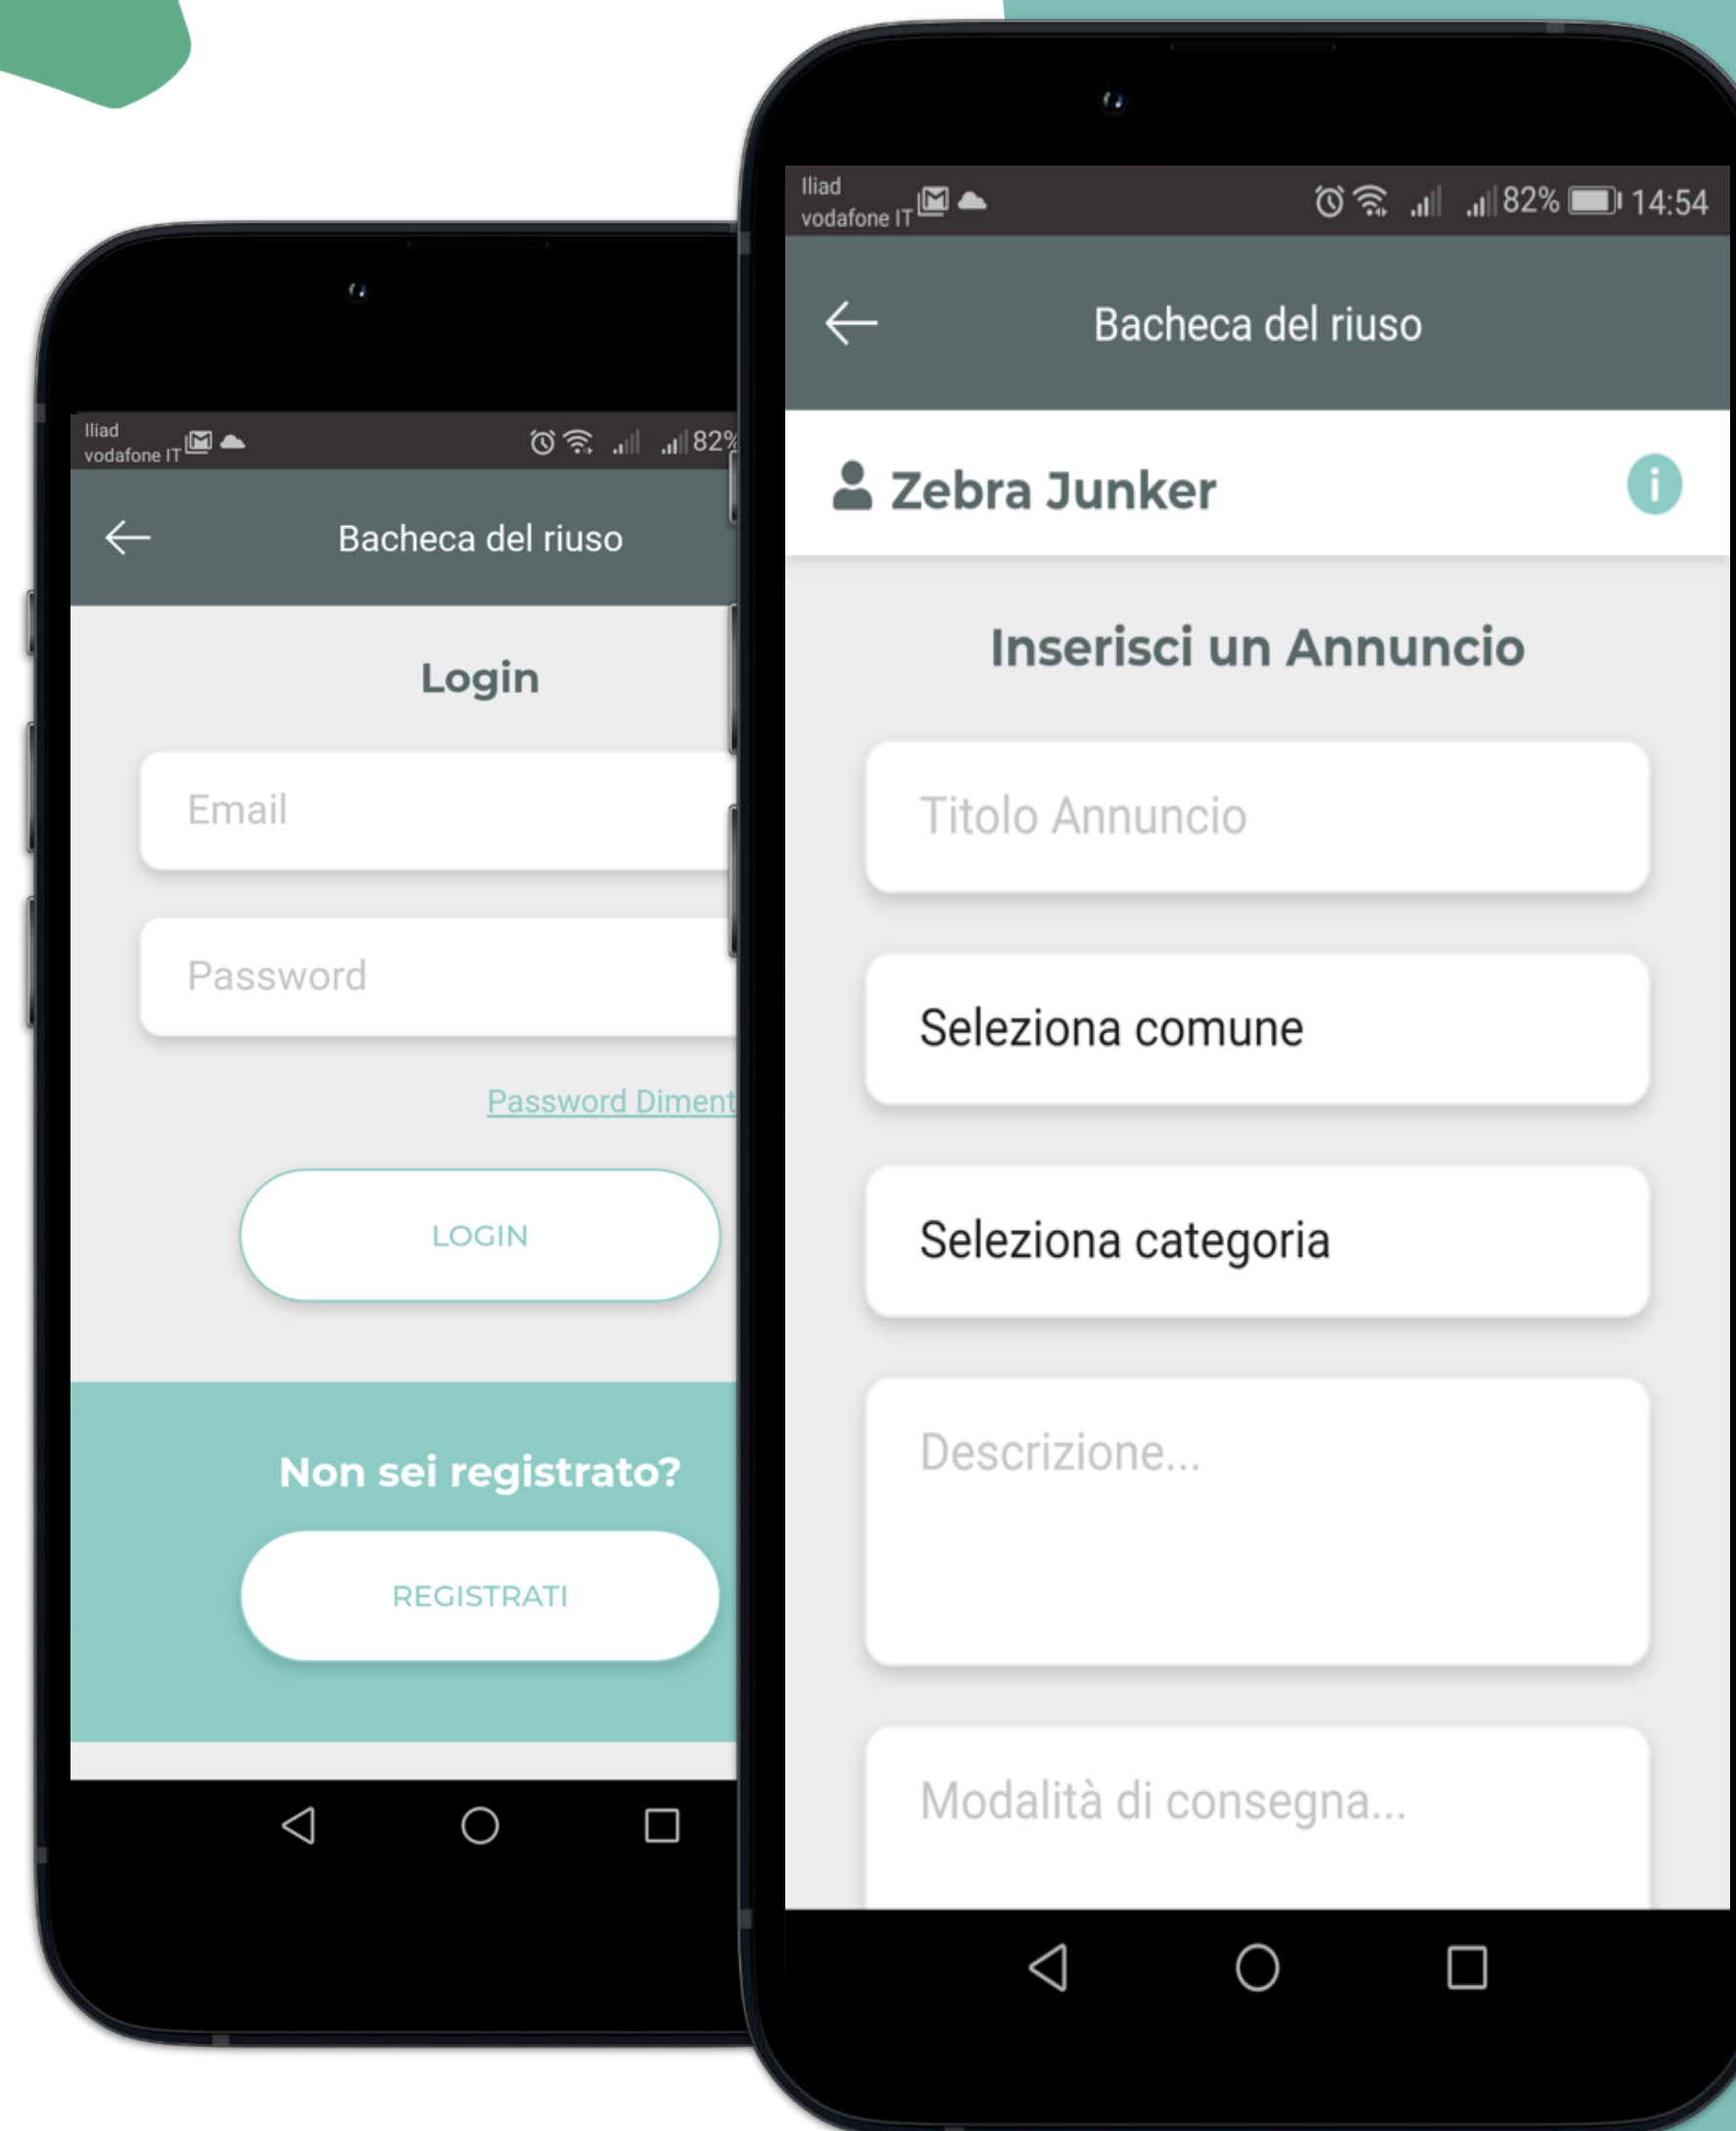 Iliad
vodafone IT
82%
Bacheca del riuso
Login
Email
Password
Password Diment
LOGIN
Non sei registrato?
REGISTRATI
Iliad
vodafone IT
82% 14:54
Bacheca del riuso
Zebra Junker
i
Inserisci un Annuncio
Titolo Annuncio
Seleziona comune
Seleziona categoria
Descrizione...
Modalità di consegna...